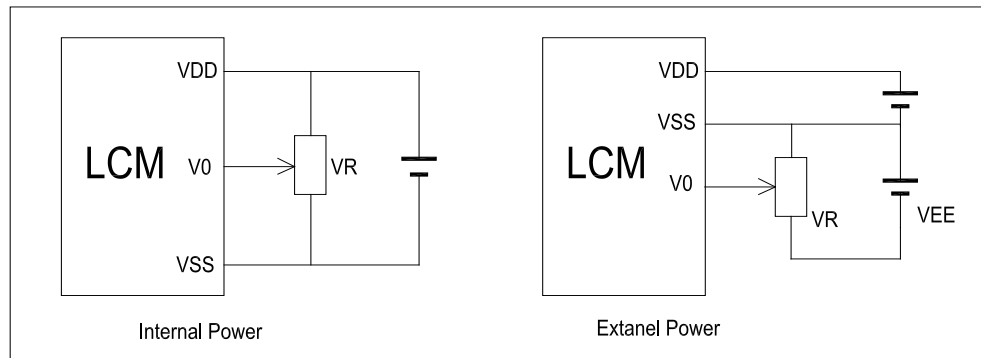 VDD
LCM
V0
VR
VSS
Internal Power
VDD
VSS
LCM
V0
VR
VEE
Extanel Power